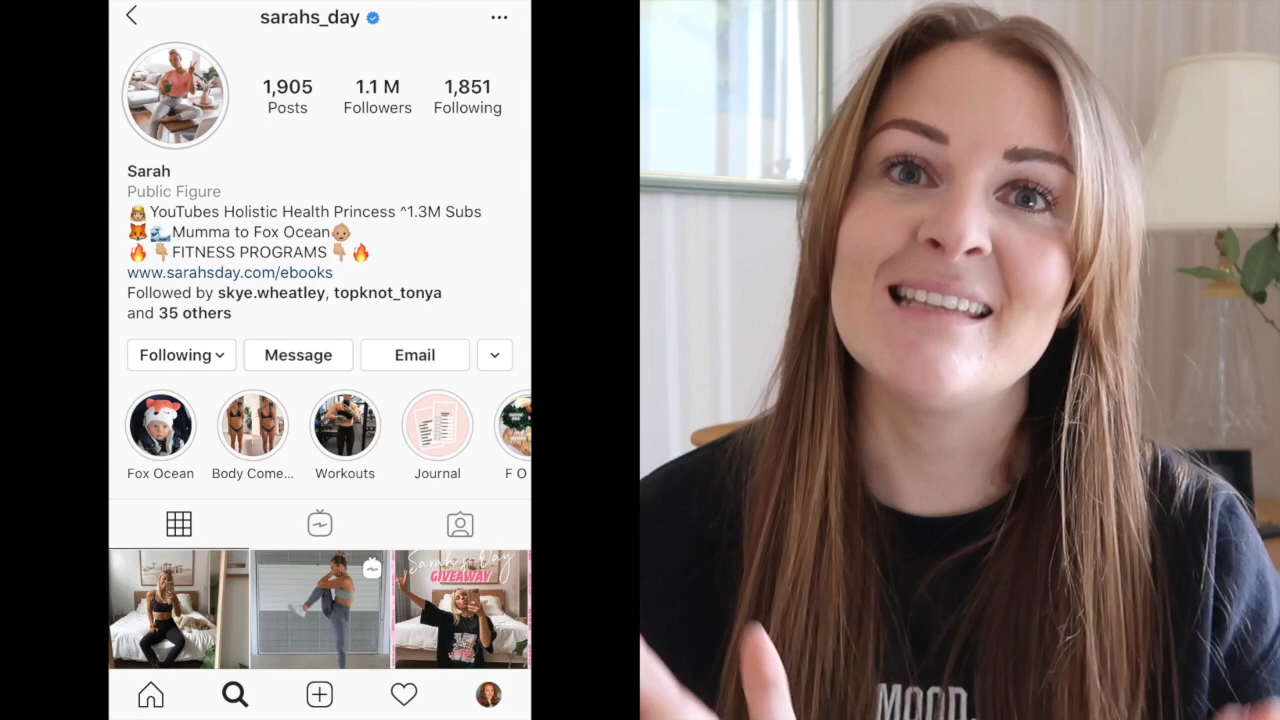 sarahs_day
1,905 1.1 M 1,851
Posts Followers Following
Sarah
Public Figure
YouTubes Holistic Health Princess ^1.3M Subs
Mumma to Fox Ocean
FITNESS PROGRAMS
www.sarahsday.com/ebooks
Followed by skye.wheatley, topknot_tonya
and 35 others
Following Message Email
Fox Ocean Body Come... Workouts Journal F O
Sarah's Day
GIVEAWAY
MOOD.